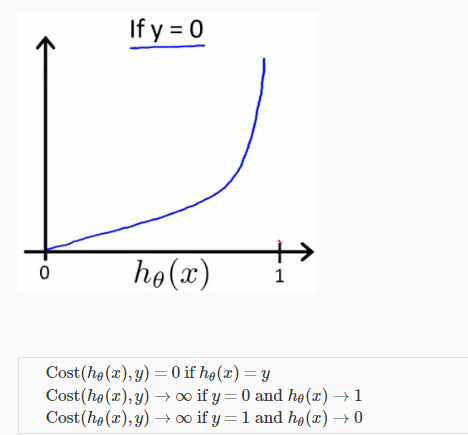 If y = 0
0
hθ(x)
1
Cost(hθ(x), y) = 0 if hθ(x) = y
Cost(hθ(x), y) → ∞ if y = 0 and hθ(x) → 1
Cost(hθ(x), y) → ∞ if y = 1 and hθ(x) → 0